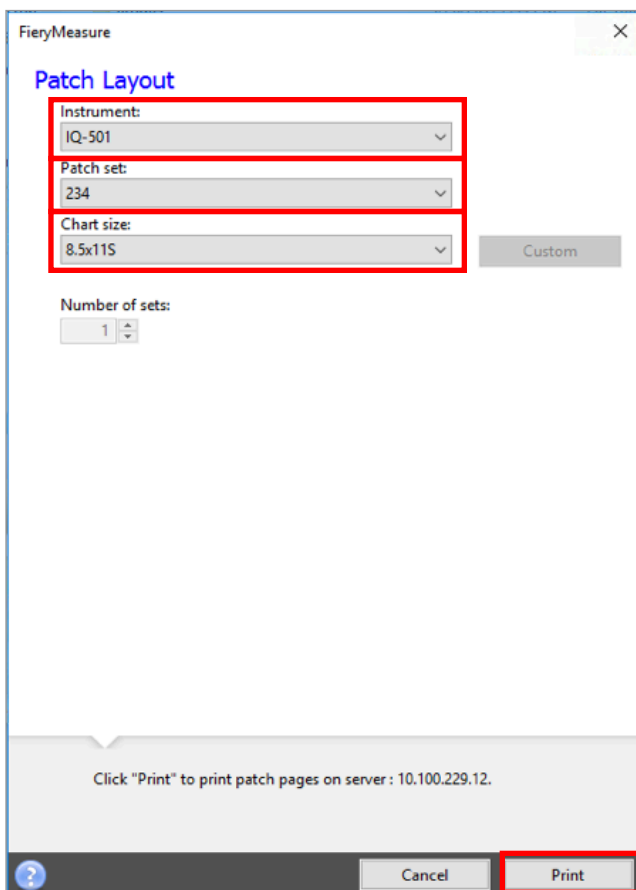 FieryMeasure
Patch Layout
Instrument:
IQ-501
Patch set:
234
Chart size:
8.5x11S
Custom
Number of sets:
1
Click "Print" to print patch pages on server : 10.100.229.12.
?
Cancel
Print